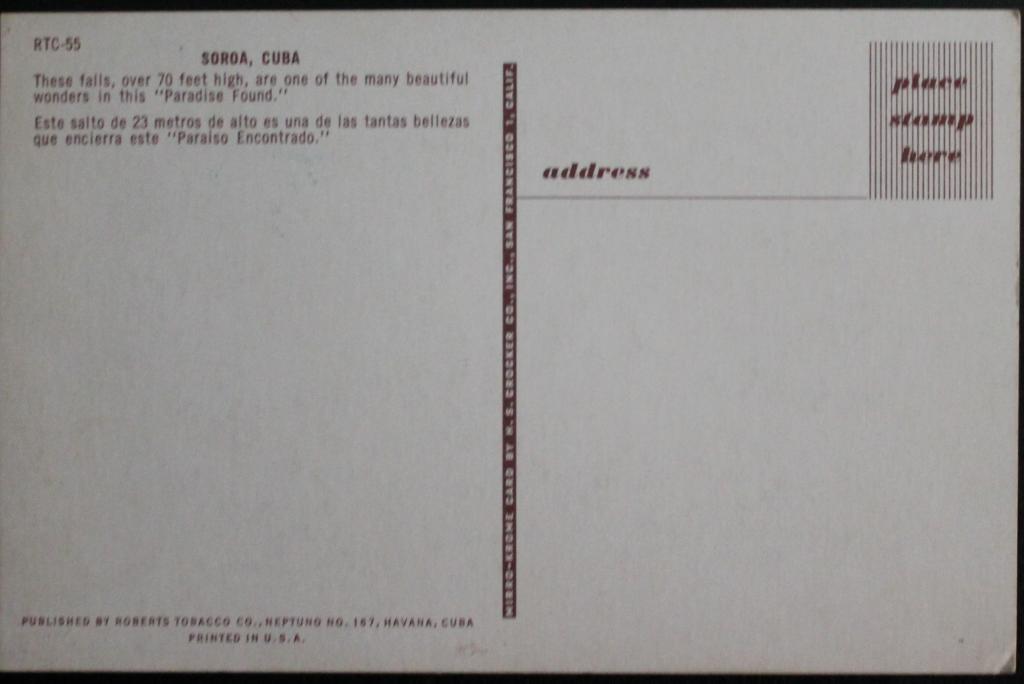 RTC-55
SOROA, CUBA
These falls, over 70 feet high, are one of the many beautiful
wonders in this "Paradise Found."
Este salto de 23 metros de alto es una de las tantas bellezas
que encierra este "Paraiso Encontrado."
PUBLISHED BY ROBERTS TOBACCO CO., NEPTUNO NO. 167, HAVANA, CUBA
PRINTED IN U.S.A.
MIRRO-KROME CARD BY H. S. CROCKER CO., INC., SAN FRANCISCO 1, CALIF.
address
place
stamp
here